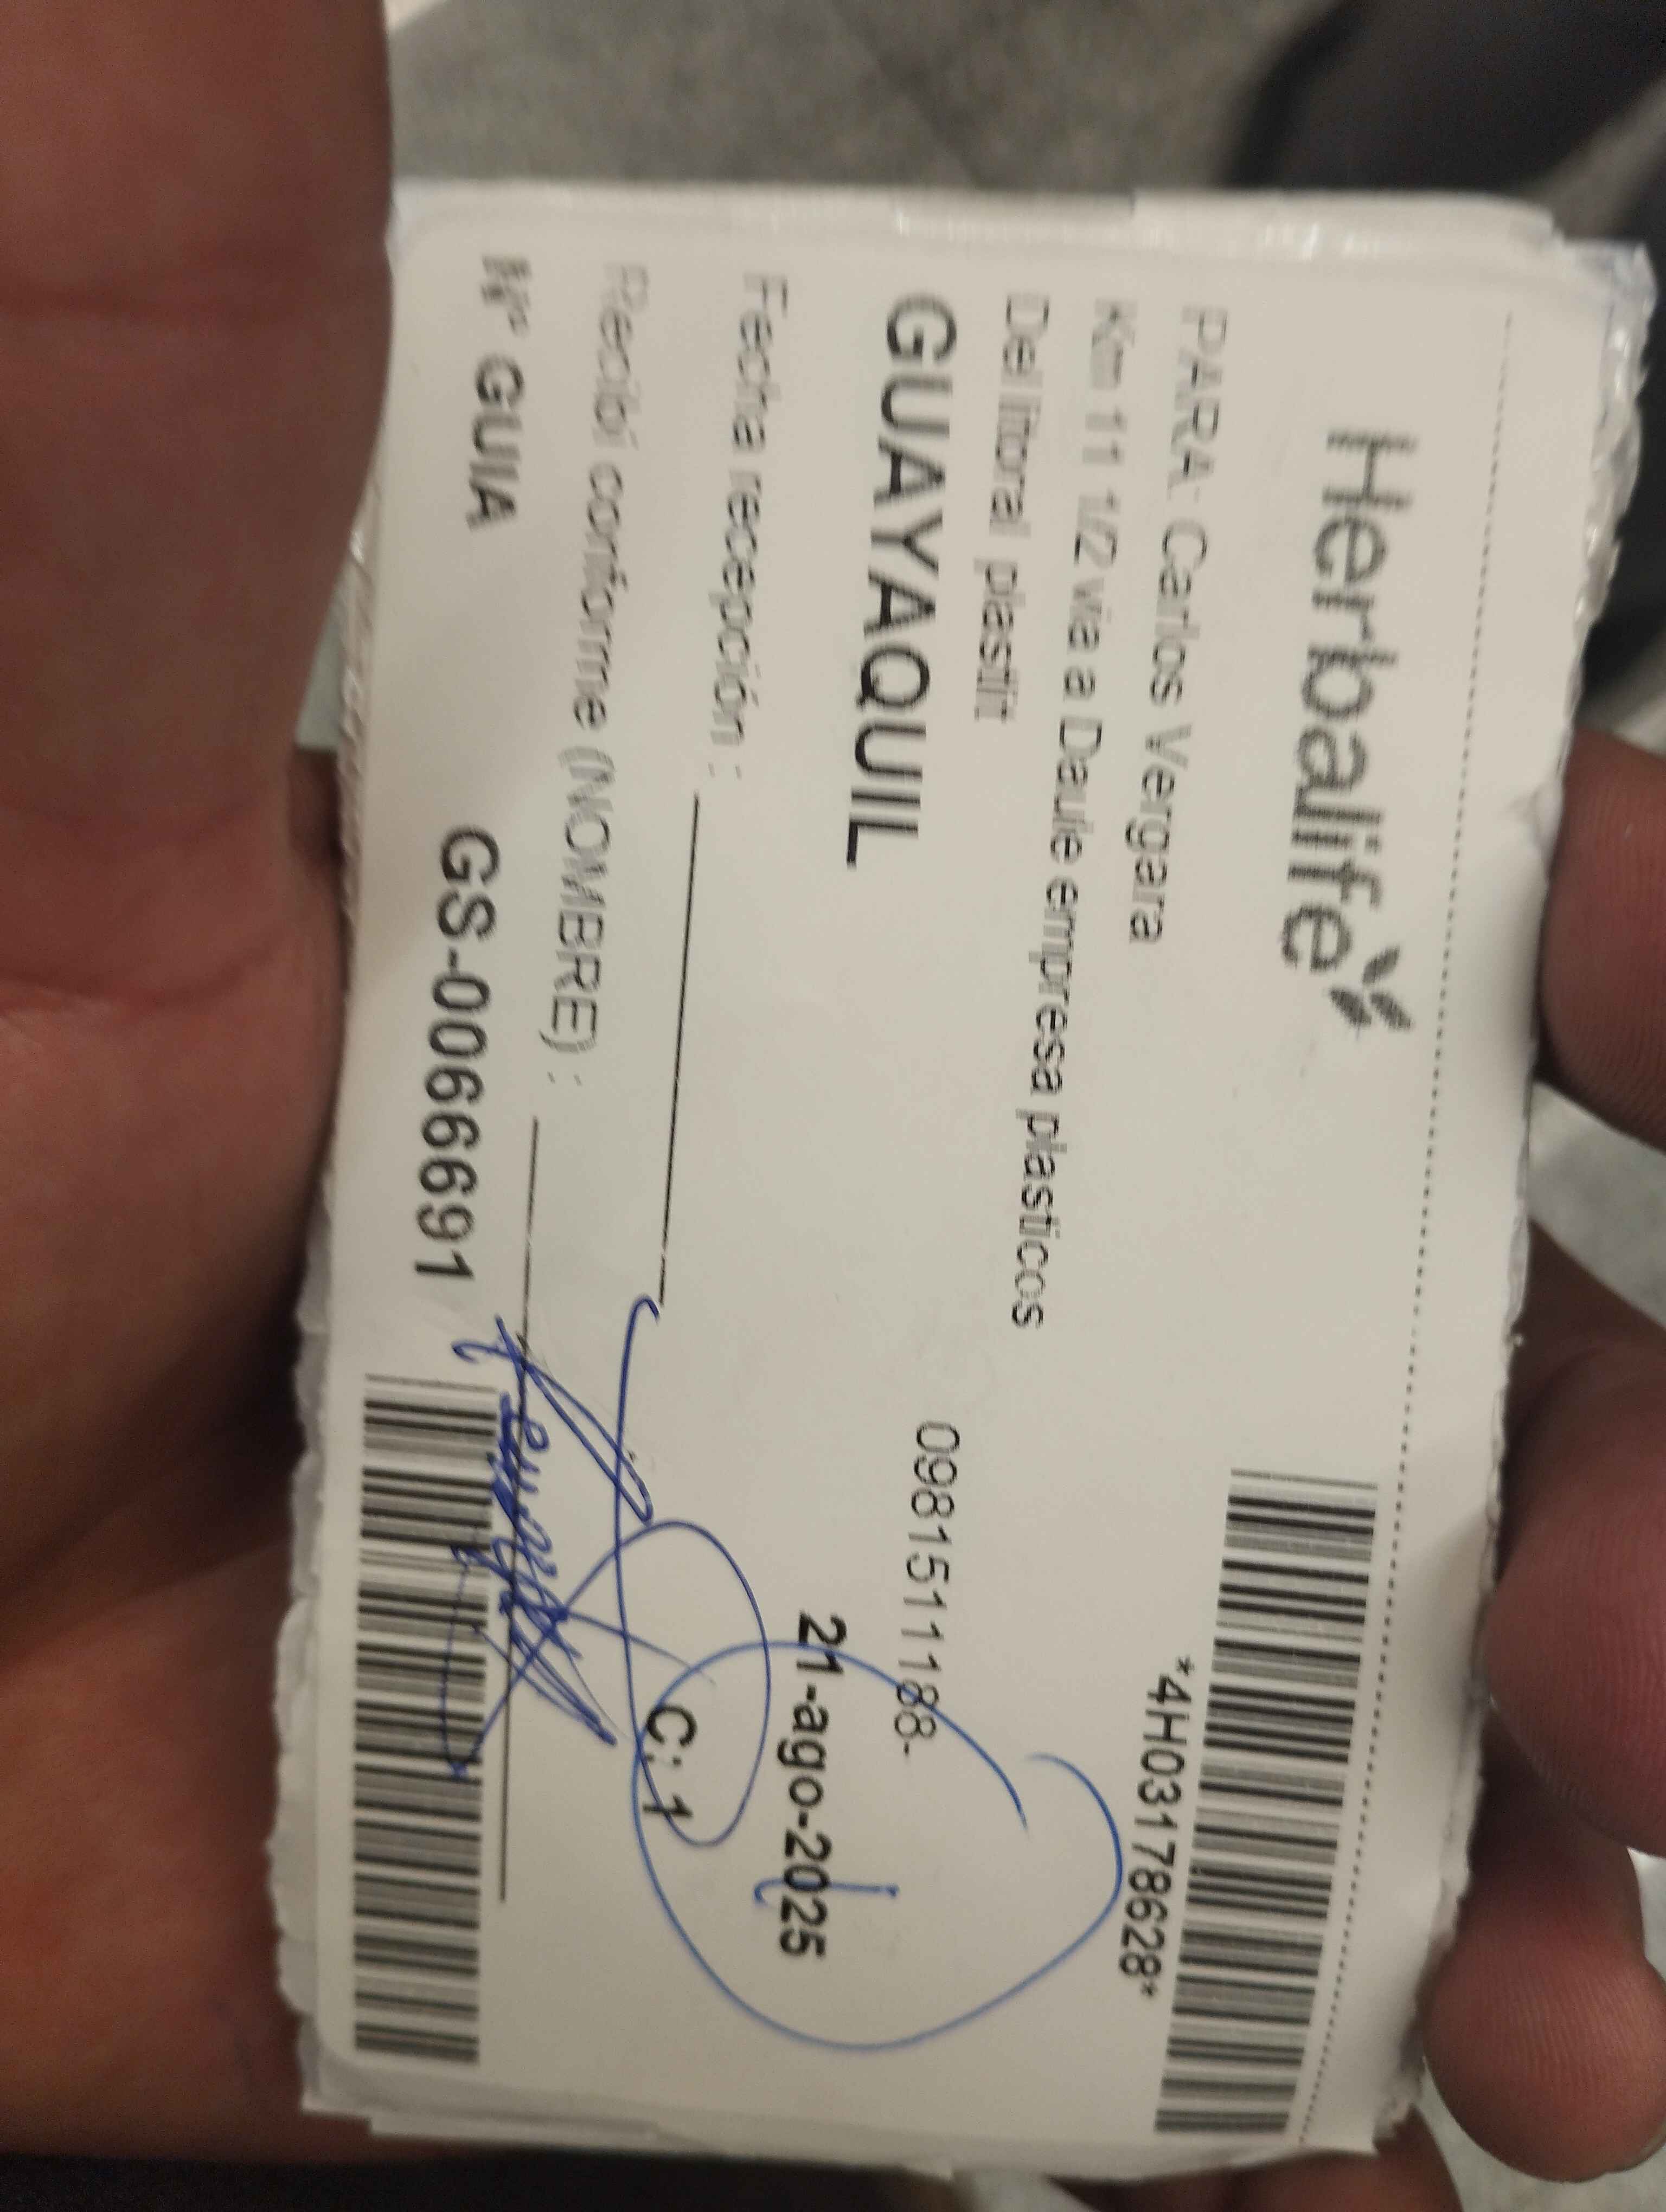 Herbalife
*4H03178628*
PARA: Carlos Vergara
Km 11 1/2 via a Daule empresa plasticos
Del litoral plastlit
0981511188-
GUAYAQUIL
21-ago-2025
Fecha recepción :
C: 1
Recibí conforme (NOMBRE) :
Nº GUIA GS-0066691